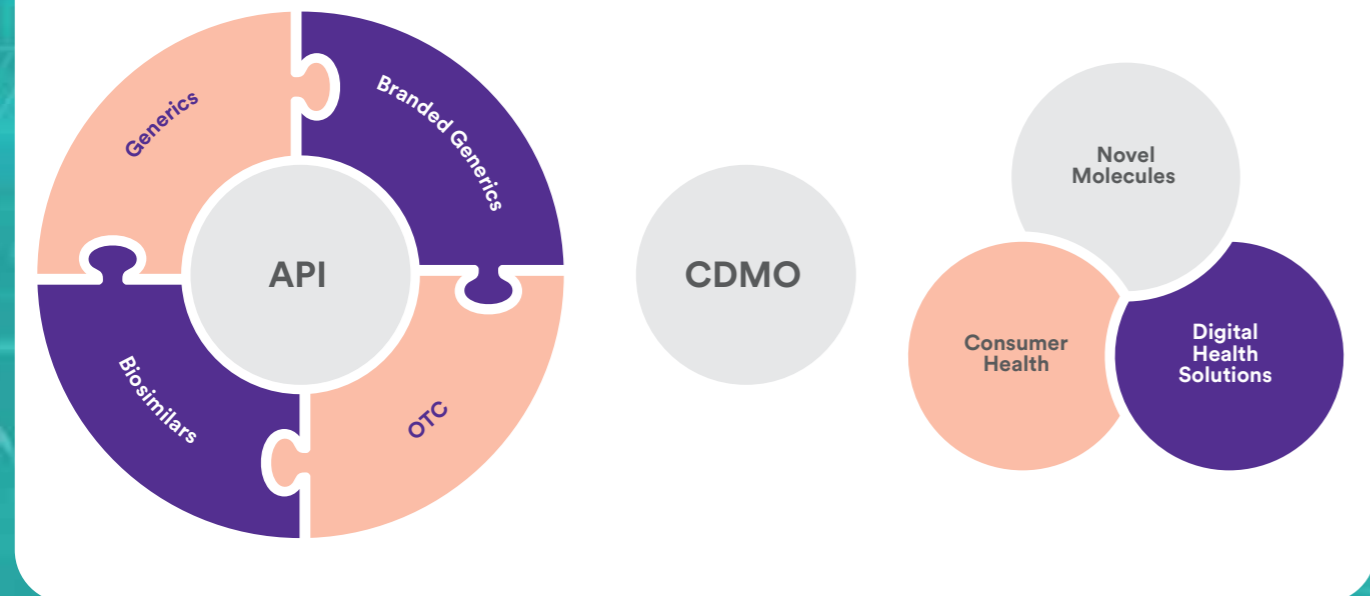 Generics
Branded Generics
API
Biosimilars
OTC
CDMO
Novel
Molecules
Consumer
Health
Digital
Health
Solutions